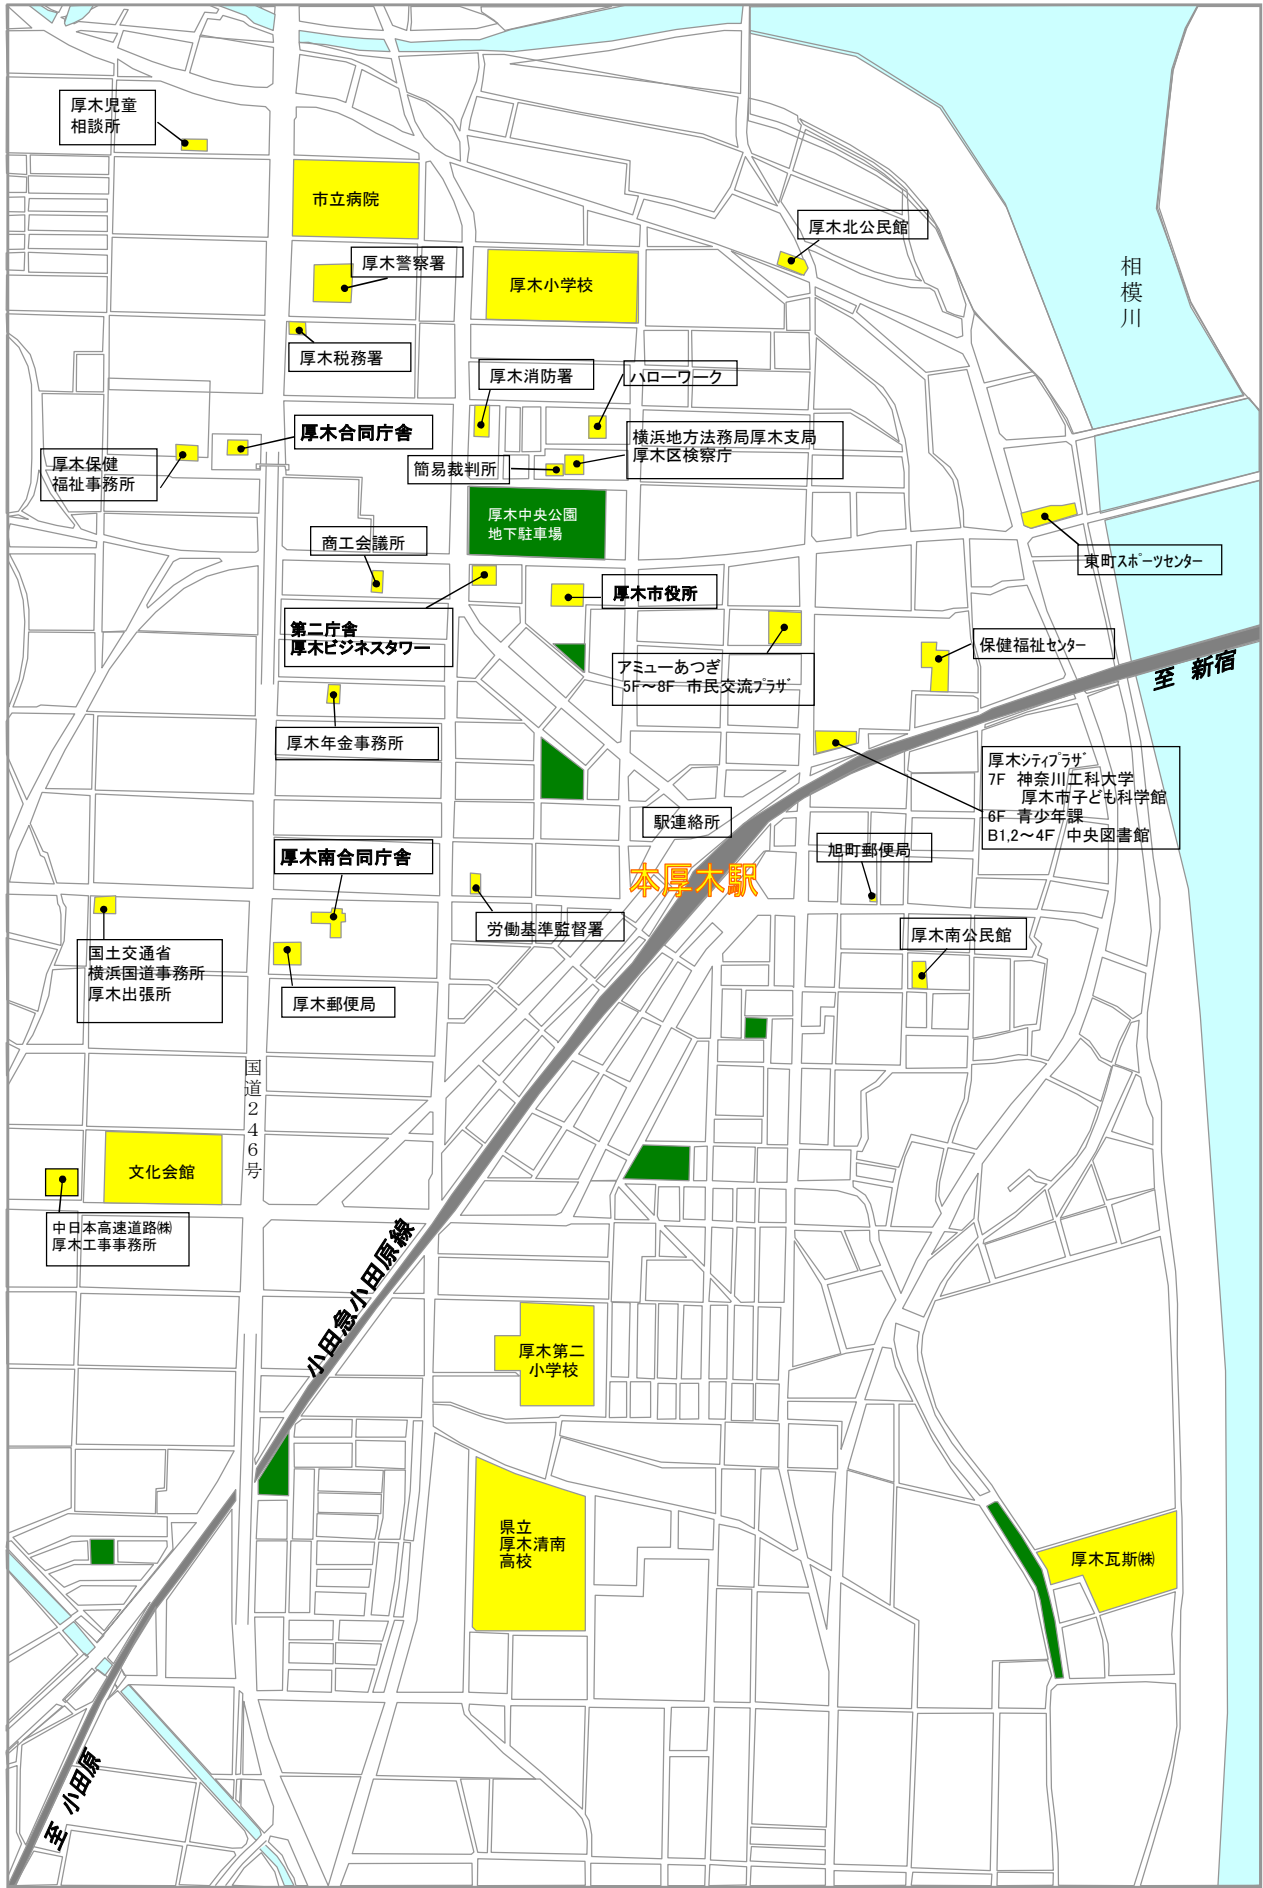 厚木児童
相談所
市立病院
厚木北公民館
厚木警察署
厚木小学校
相模川
厚木税務署
厚木消防署
ハローワーク
厚木合同庁舎
横浜地方法務局厚木支局
厚木区検察庁
簡易裁判所
厚木保健
福祉事務所
厚木中央公園
地下駐車場
商工会議所
東町スポーツセンター
厚木市役所
第二庁舎
厚木ビジネスタワー
保健福祉センター
アミューあつぎ
5F～8F 市民交流プラザ
至 新宿
厚木年金事務所
厚木シティプラザ
7F 神奈川工科大学
厚木市子ども科学館
6F 青少年課
B1,2～4F 中央図書館
駅連絡所
旭町郵便局
厚木南合同庁舎
本厚木駅
労働基準監督署
厚木南公民館
国土交通省
横浜国道事務所
厚木出張所
厚木郵便局
国道246号
文化会館
中日本高速道路㈱
厚木工事事務所
小田急小田原線
厚木第二
小学校
県立
厚木清南
高校
厚木瓦斯㈱
至 小田原